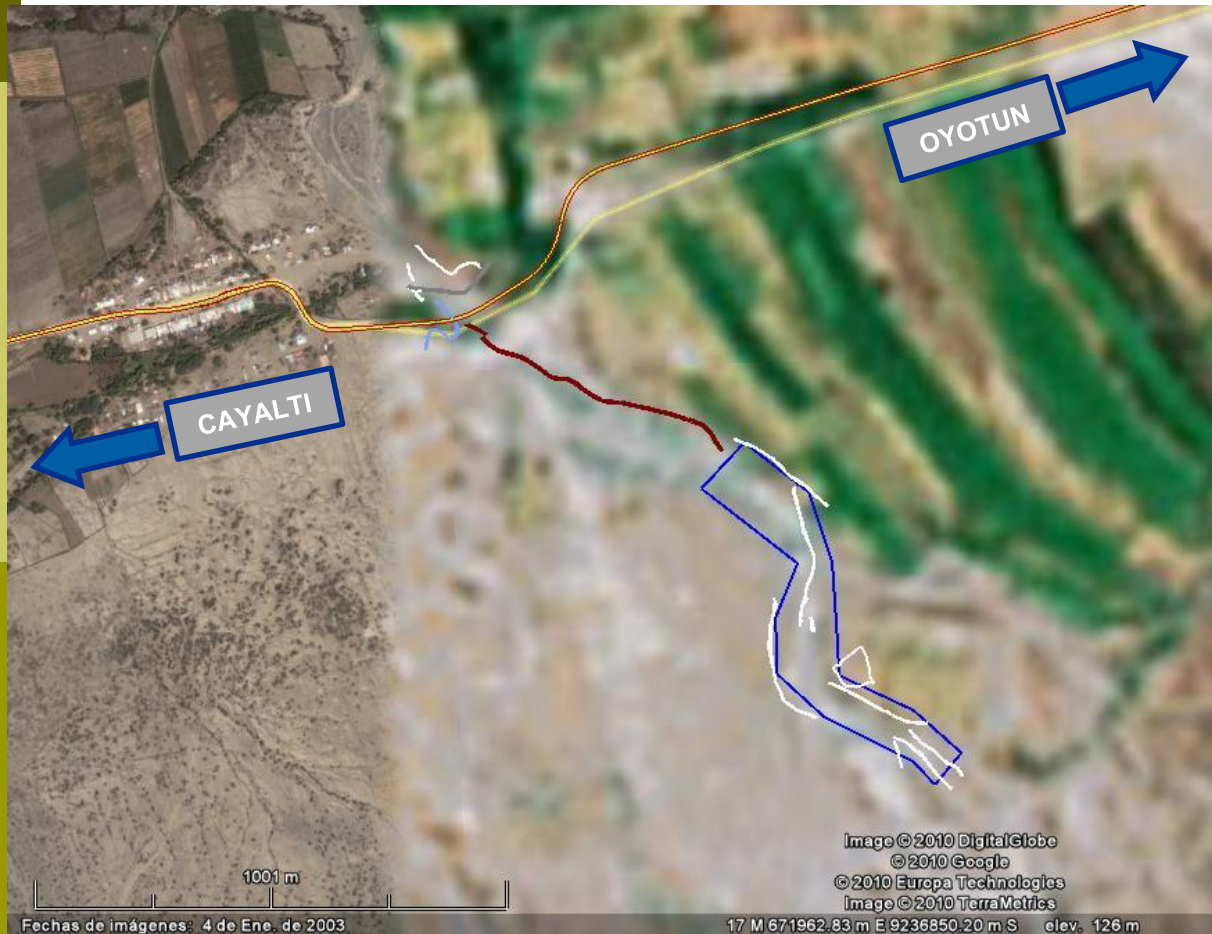 OYOTUN
CAYALTI
Image © 2010 DigitalGlobe
© 2010 Google
© 2010 Europa Technologies
Image © 2010 TerraMetrics
1001 m
Fechas de imágenes: 4 de Ene. de 2003
17 M 671962.83 m E 9236850.20 m S elev. 126 m